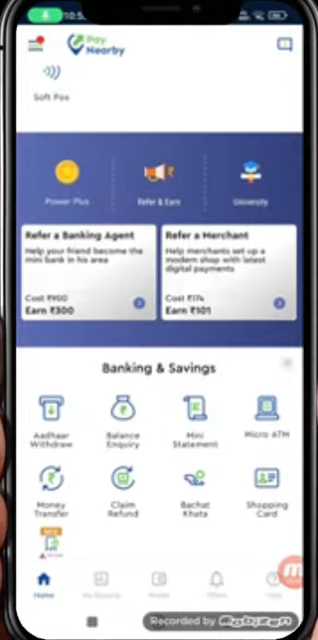 10:5
Pay
Nearby
Soft Pos
Power Plus
Refer & Earn
University
Refer a Banking Agent
Help your friend become the
mini bank in his area
Cost ₹900
Earn ₹300
Refer a Merchant
Help merchants set up a
modern shop with latest
digital payments
Cost ₹174
Earn ₹101
Banking & Savings
Aadhaar
Withdraw
Balance
Enquiry
Mini
Statement
Micro ATM
Money
Transfer
Claim
Refund
Bachat
Khata
Shopping
Card
Home
Recorded by